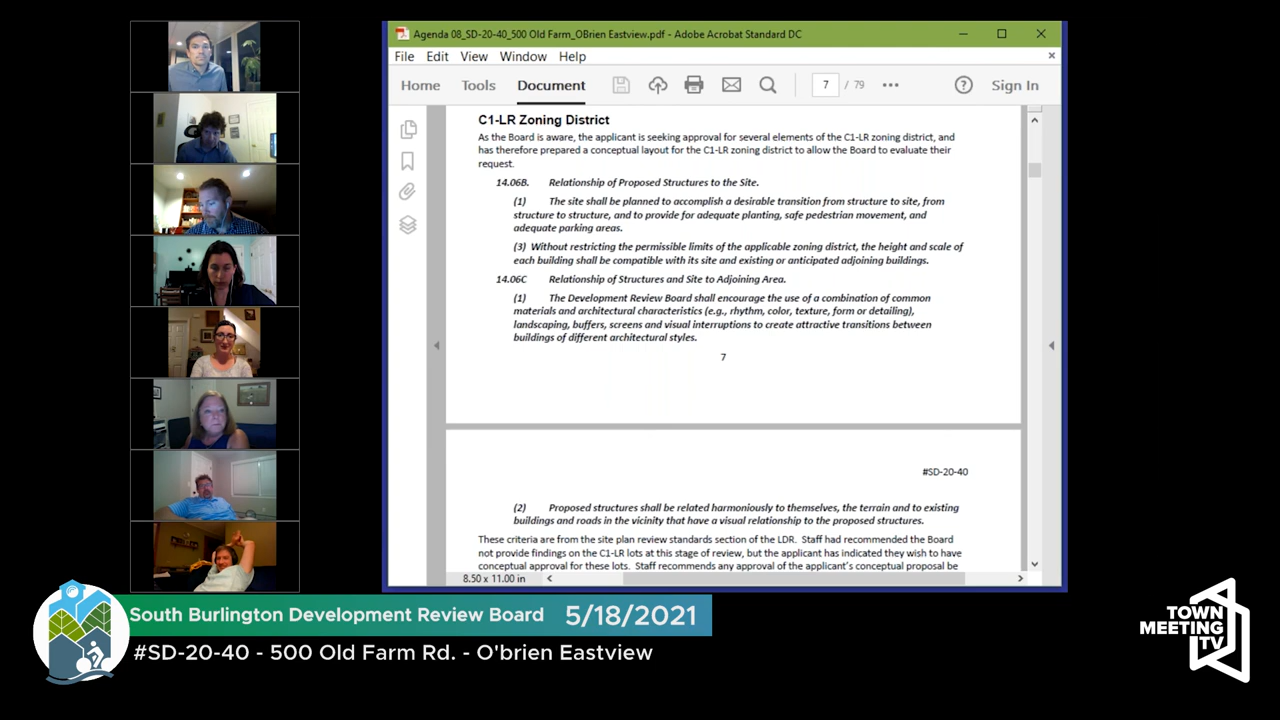 Agenda 08_SD-20-40_500 Old Farm_OBrien Eastview.pdf - Adobe Acrobat Standard DC
File Edit View Window Help
Home Tools Document 7 / 79 Sign In
C1-LR Zoning District
As the Board is aware, the applicant is seeking approval for several elements of the C1-LR zoning district, and
has therefore prepared a conceptual layout for the C1-LR zoning district to allow the Board to evaluate their
request.
14.06B. Relationship of Proposed Structures to the Site.
(1) The site shall be planned to accomplish a desirable transition from structure to site, from
structure to structure, and to provide for adequate planting, safe pedestrian movement, and
adequate parking areas.
(3) Without restricting the permissible limits of the applicable zoning district, the height and scale of
each building shall be compatible with its site and existing or anticipated adjoining buildings.
14.06C Relationship of Structures and Site to Adjoining Area.
(1) The Development Review Board shall encourage the use of a combination of common
materials and architectural characteristics (e.g., rhythm, color, texture, form or detailing),
landscaping, buffers, screens and visual interruptions to create attractive transitions between
buildings of different architectural styles.
7
#SD-20-40
(2) Proposed structures shall be related harmoniously to themselves, the terrain and to existing
buildings and roads in the vicinity that have a visual relationship to the proposed structures.
These criteria are from the site plan review standards section of the LDR. Staff had recommended the Board
not provide findings on the C1-LR lots at this stage of review, but the applicant has indicated they wish to have
conceptual approval for these lots. Staff recommends any approval of the applicant's conceptual proposal be
8.50 x 11.00 in
South Burlington Development Review Board 5/18/2021
#SD-20-40 - 500 Old Farm Rd. - O'brien Eastview
TOWN
MEETING
TV